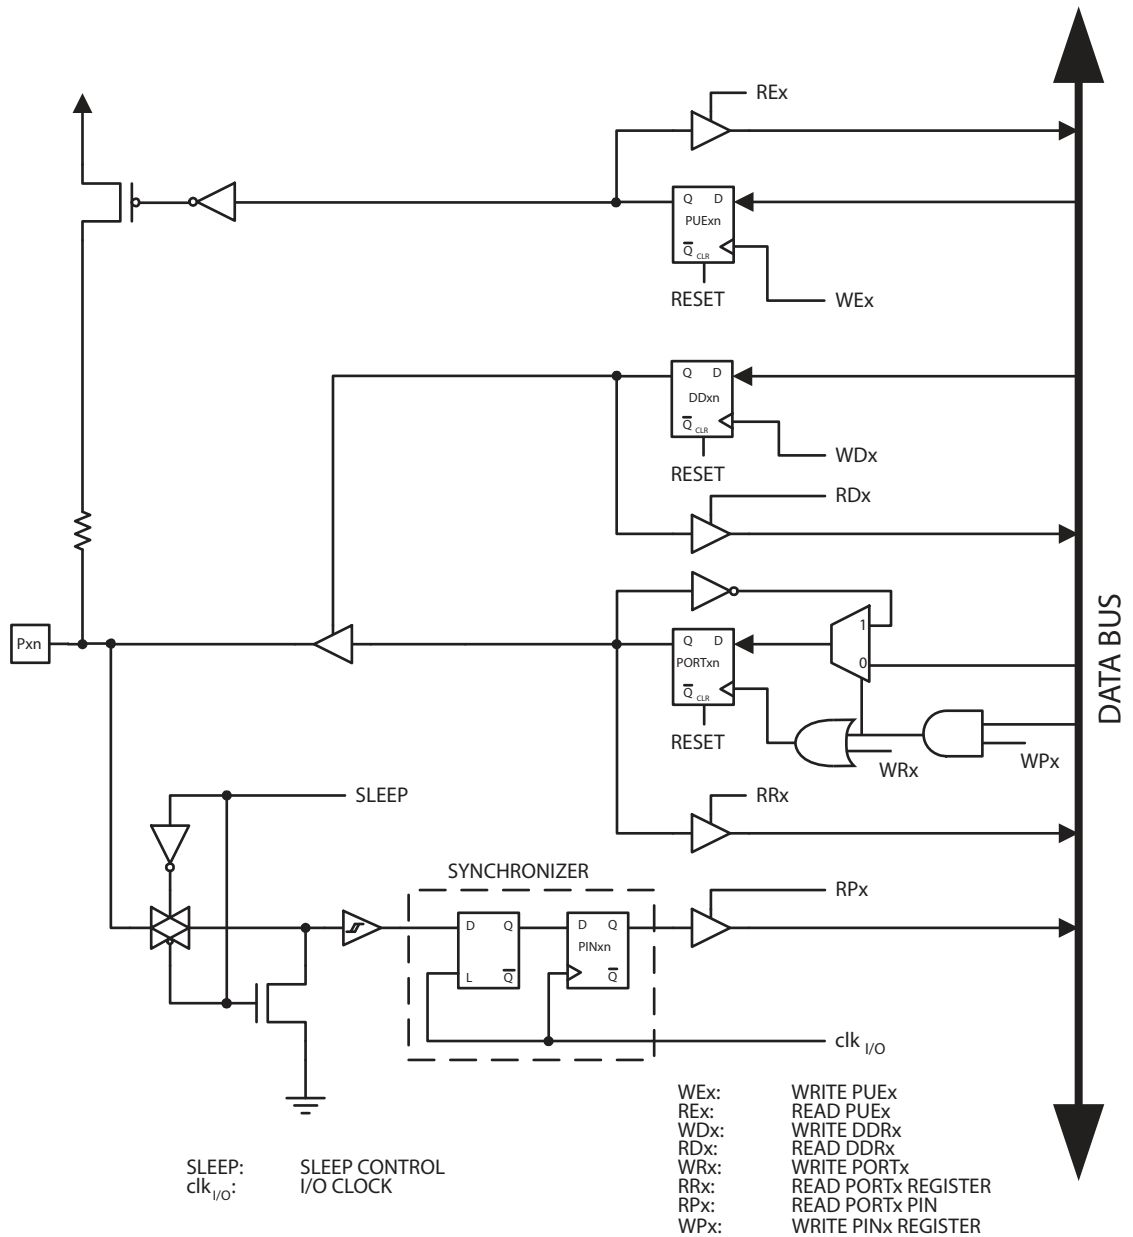 REx
Q D
PUExn
Q CLR
RESET
WEx
Q D
DDxn
Q CLR
RESET
WDx
RDx
DATA BUS
1
Pxn
Q D
PORTxn
0
Q CLR
RESET
WRx
WPx
SLEEP
RRx
SYNCHRONIZER
RPx
D Q
D Q
PINxn
L Q
Q
clk I/O
WEx: WRITE PUEx
REx: READ PUEx
WDx: WRITE DDRx
RDx: READ DDRx
SLEEP: SLEEP CONTROL
WRx: WRITE PORTx
clk I/O: I/O CLOCK
RRx: READ PORTx REGISTER
RPx: READ PORTx PIN
WPx: WRITE PINx REGISTER